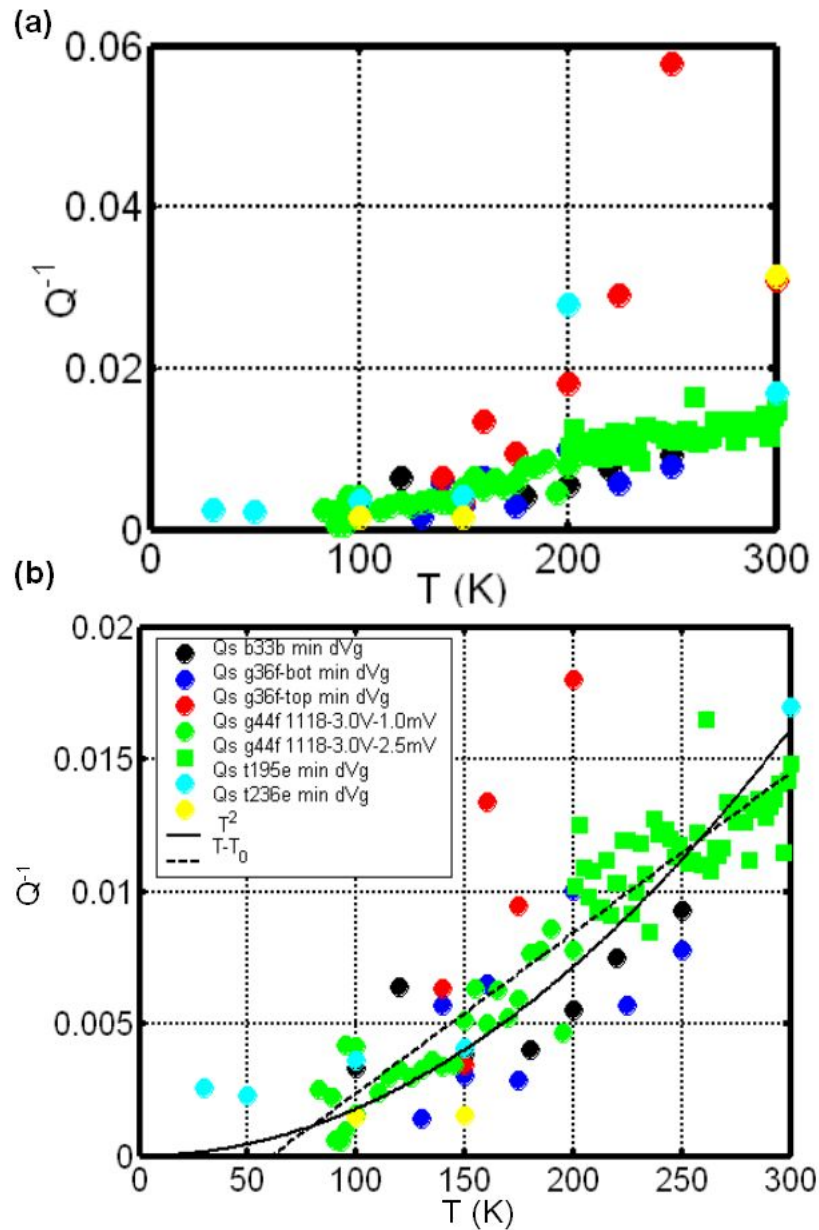 (a)
0.06
0.04
0.02
0
Q⁻¹
0 100 200 300
T (K)
(b)
0.02
0.015
0.01
0.005
0
Q⁻¹
Qs b33b min dVg
Qs g36f-bot min dVg
Qs g36f-top min dVg
Qs g44f 1118-3.0V-1.0mV
Qs g44f 1118-3.0V-2.5mV
Qs t195e min dVg
Qs t236e min dVg
T²
T-T₀
0 50 100 150 200 250 300
T (K)